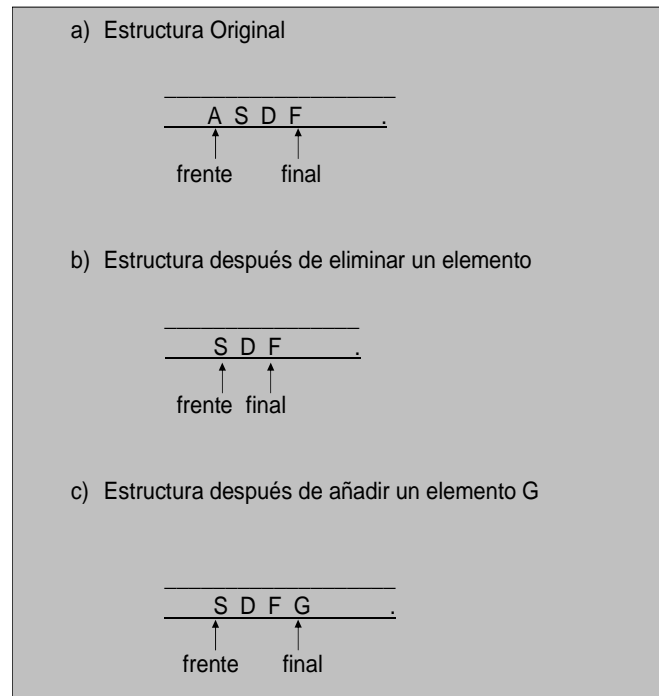 a) Estructura Original
A S D F .
frente final
b) Estructura después de eliminar un elemento
S D F .
frente final
c) Estructura después de añadir un elemento G
S D F G .
frente final